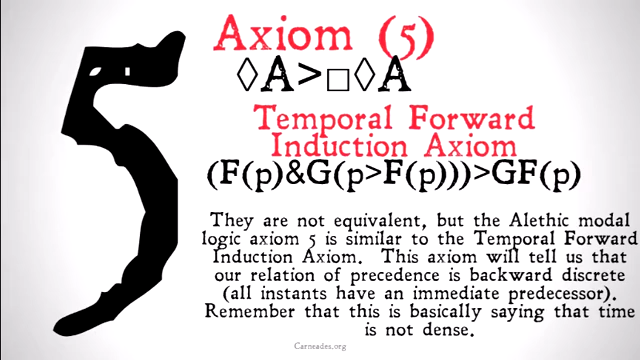 5
Axiom (5)
◊A>□◊A
Temporal Forward
Induction Axiom
(F(p)&G(p>F(p)))>GF(p)
They are not equivalent, but the Alethic modal
logic axiom 5 is similar to the Temporal Forward
Induction Axiom. This axiom will tell us that
our relation of precedence is backward discrete
(all instants have an immediate predecessor).
Remember that this is basically saying that time
is not dense.
Carneades.org